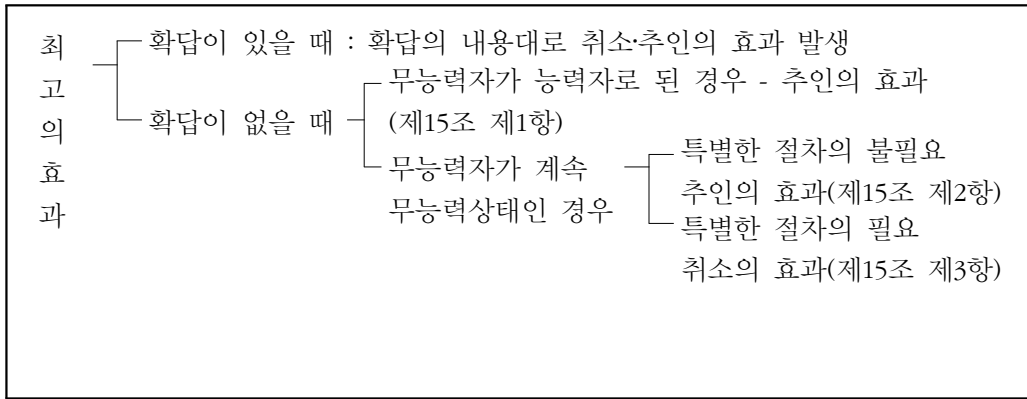 최고의효과
확답이 있을 때 : 확답의 내용대로 취소·추인의 효과 발생
확답이 없을 때
무능력자가 능력자로 된 경우 - 추인의 효과
(제15조 제1항)
무능력자가 계속
무능력상태인 경우
특별한 절차의 불필요
추인의 효과(제15조 제2항)
특별한 절차의 필요
취소의 효과(제15조 제3항)